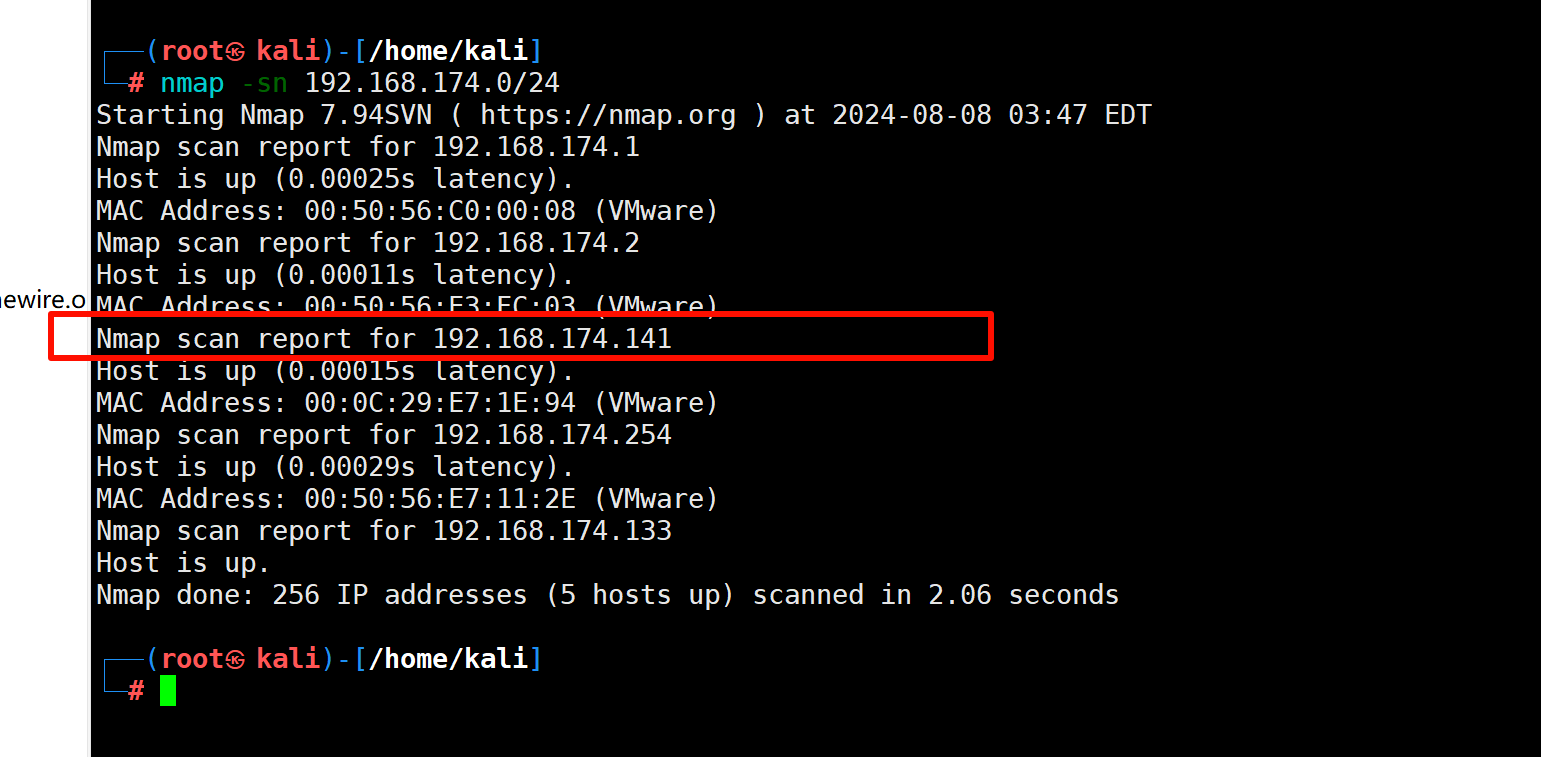 (root㉿kali)-[/home/kali]
# nmap -sn 192.168.174.0/24
Starting Nmap 7.94SVN ( https://nmap.org ) at 2024-08-08 03:47 EDT
Nmap scan report for 192.168.174.1
Host is up (0.00025s latency).
MAC Address: 00:50:56:C0:00:08 (VMware)
Nmap scan report for 192.168.174.2
Host is up (0.00011s latency).
ewire.o
MAC Address: 00:50:56:F3:FC:03 (VMware)
Nmap scan report for 192.168.174.141
Host is up (0.00015s latency).
MAC Address: 00:0C:29:E7:1E:94 (VMware)
Nmap scan report for 192.168.174.254
Host is up (0.00029s latency).
MAC Address: 00:50:56:E7:11:2E (VMware)
Nmap scan report for 192.168.174.133
Host is up.
Nmap done: 256 IP addresses (5 hosts up) scanned in 2.06 seconds
(root㉿kali)-[/home/kali]
#